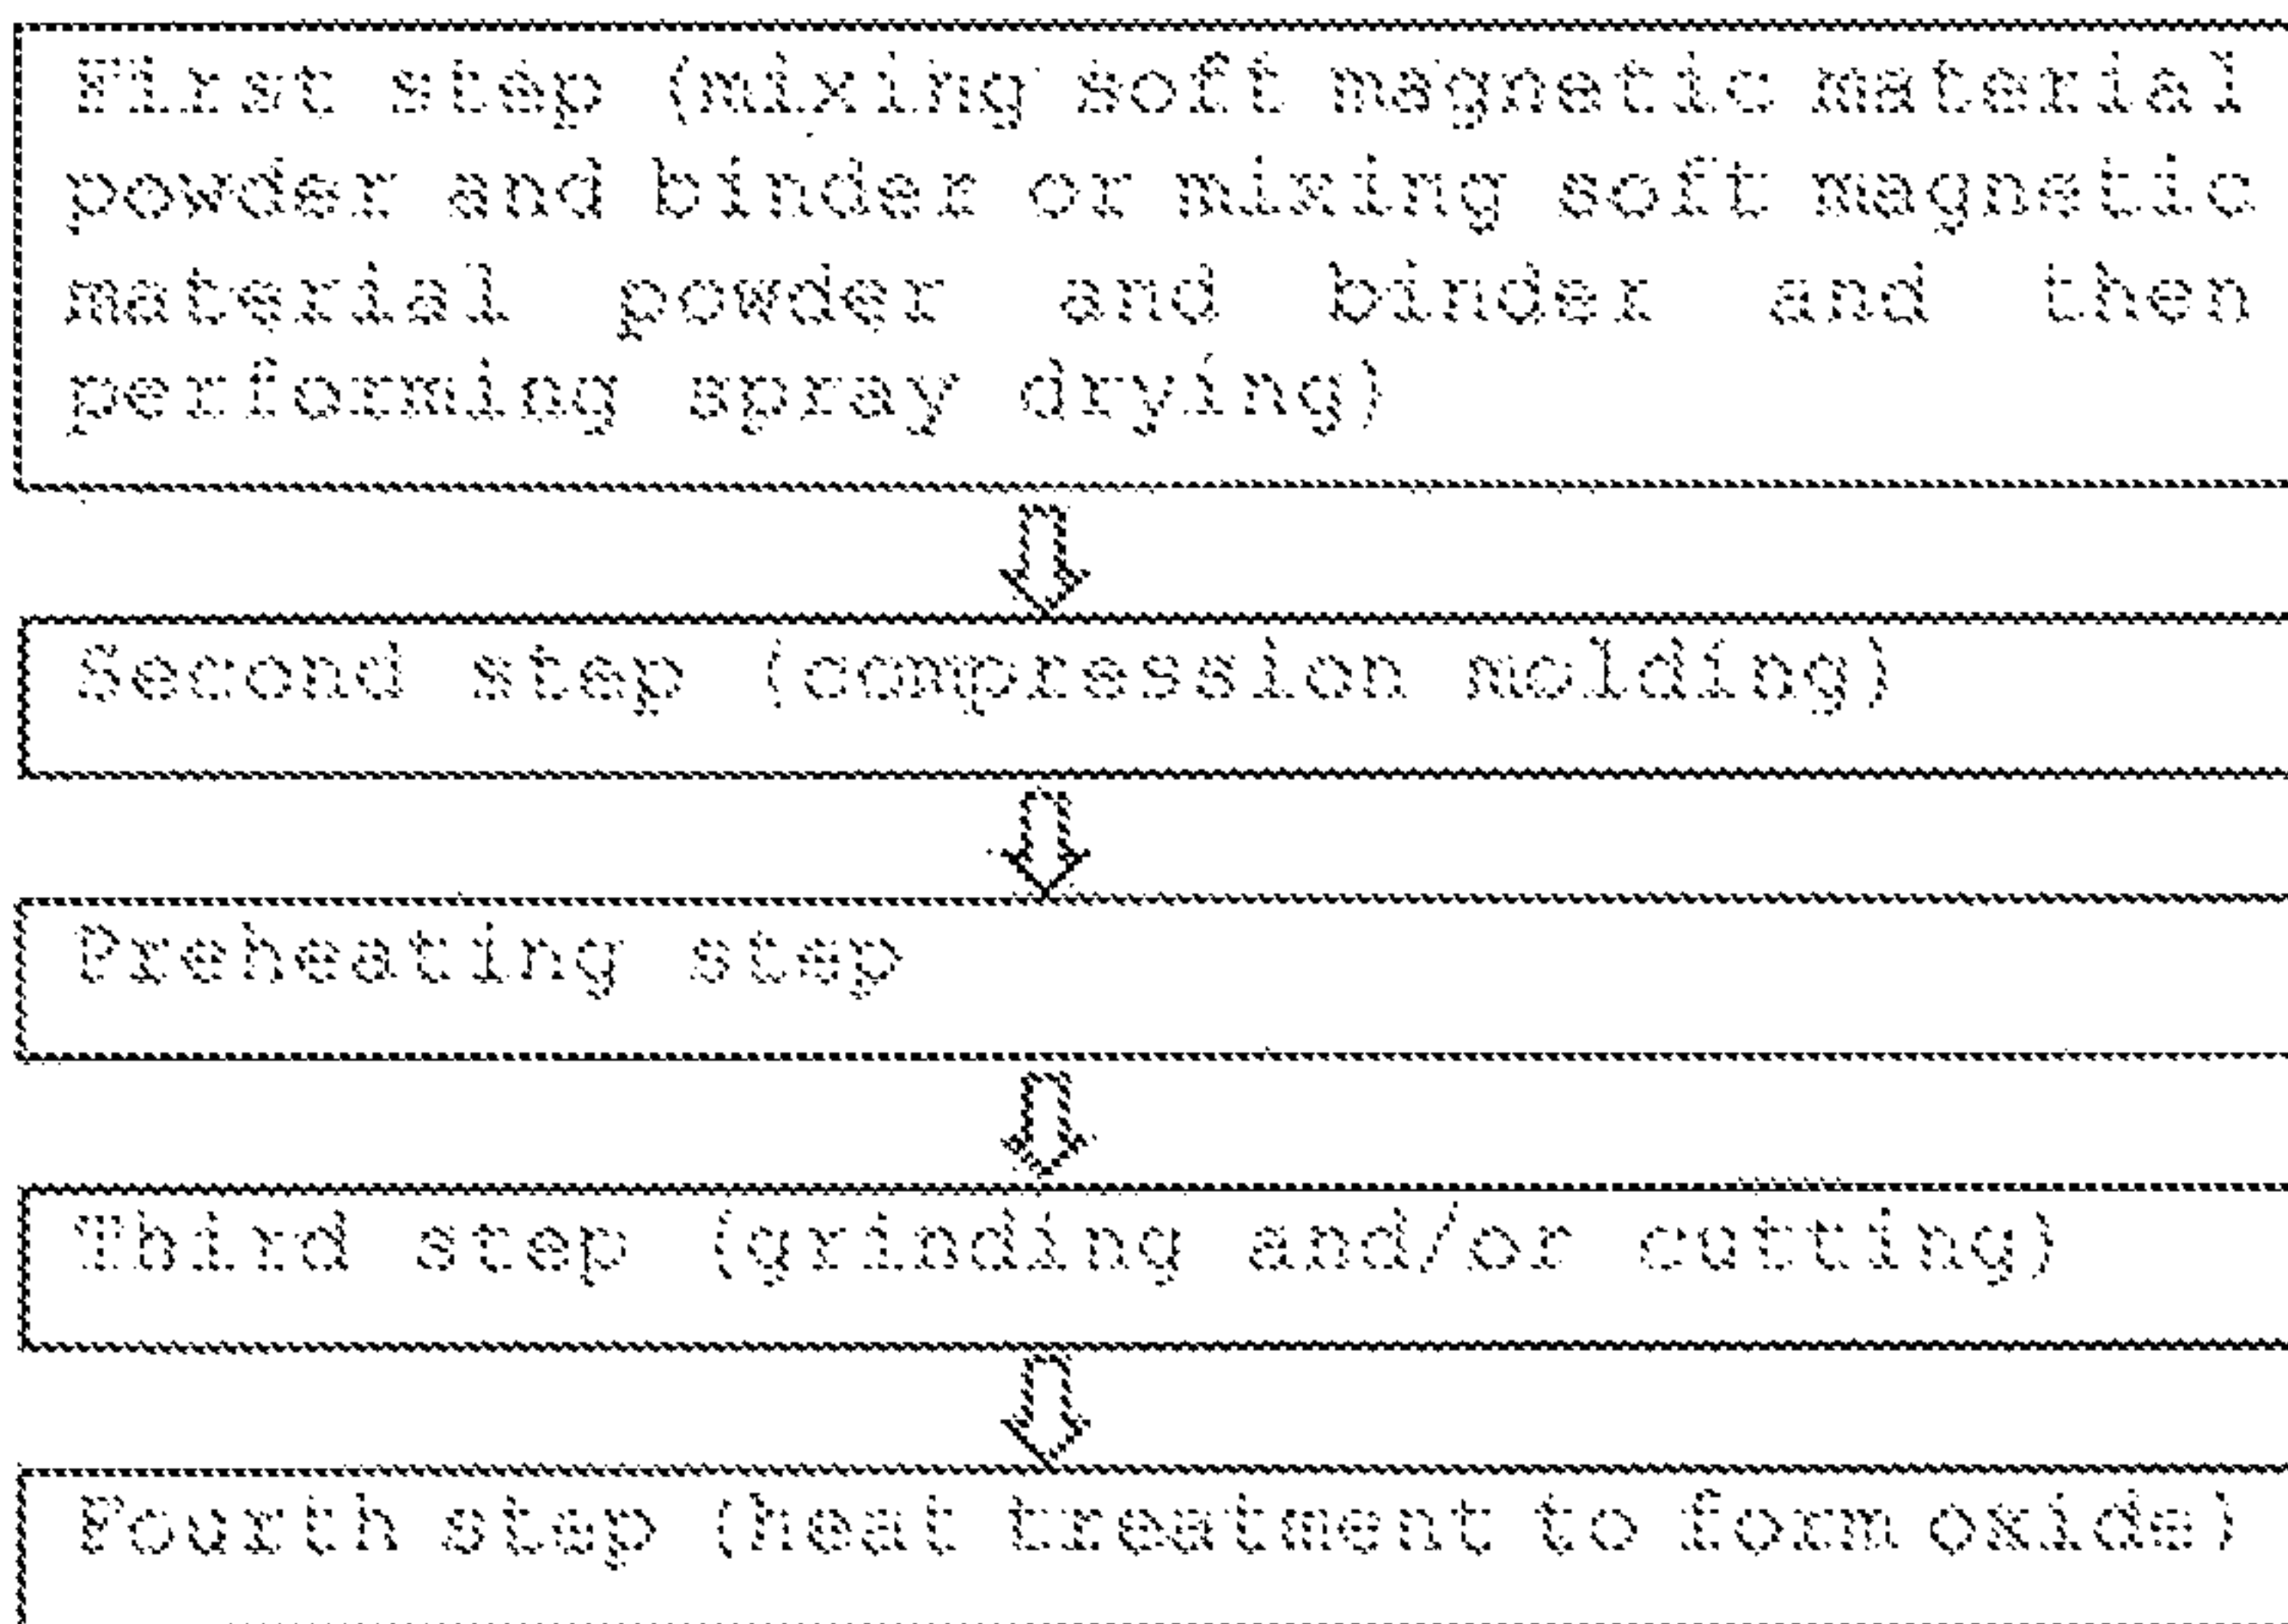 First step (mixing soft magnetic material
powder and binder or mixing soft magnetic
material powder and binder and then
performing spray drying)
Second step (compression molding)
Preheating step
Third step (grinding and/or cutting)
Fourth step (heat treatment to form oxide)